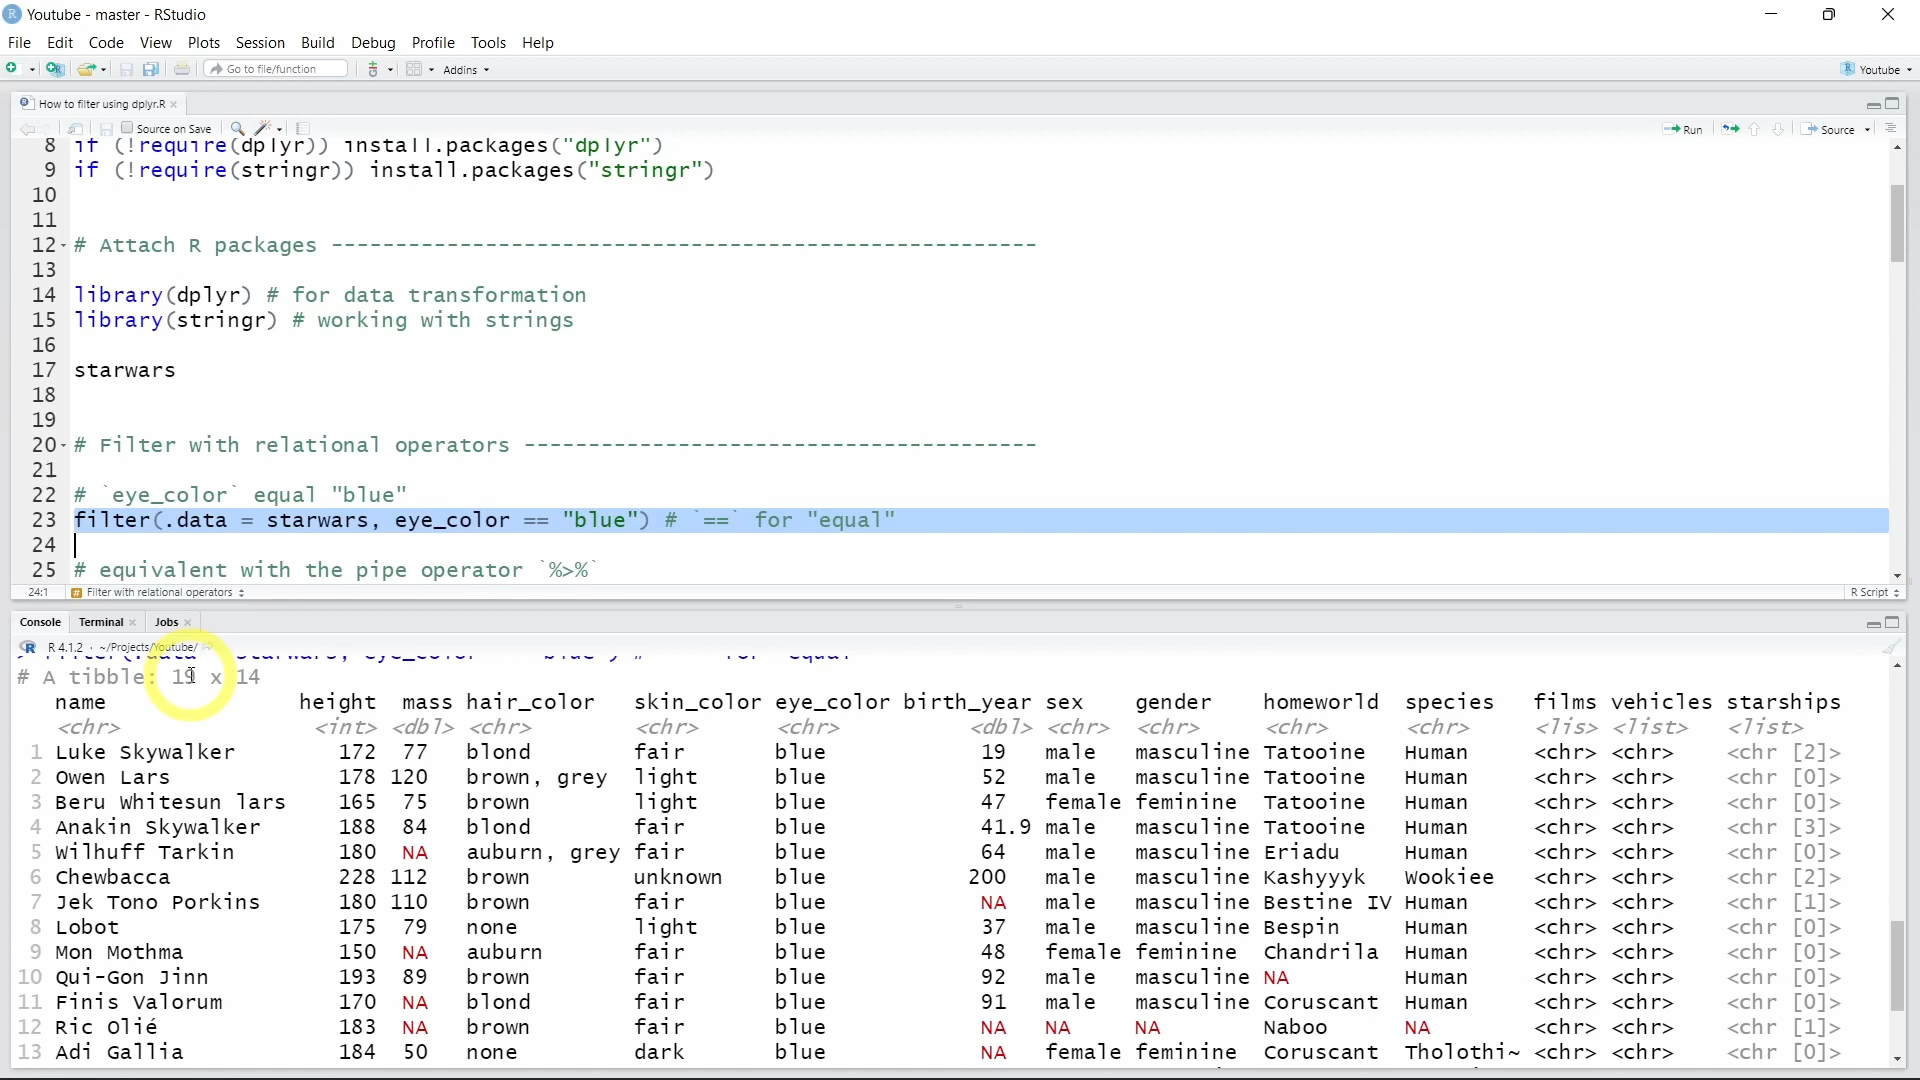 Youtube - master - RStudio
File Edit Code View Plots Session Build Debug Profile Tools Help
Go to file/function Addins Youtube
How to filter using dplyr.R
Source on Save Run Source
8 if (!require(dplyr)) install.packages("dplyr")
9 if (!require(stringr)) install.packages("stringr")
10
11
12 # Attach R packages -------------------------------------------------------
13
14 library(dplyr) # for data transformation
15 library(stringr) # working with strings
16
17 starwars
18
19
20 # Filter with relational operators ----------------------------------------
21
22 # `eye_color` equal "blue"
23 filter(.data = starwars, eye_color == "blue") # `==` for "equal"
24
25 # equivalent with the pipe operator `%>%`
24:1 Filter with relational operators R Script
Console Terminal Jobs
R 4.1.2 · ~/Projects/Youtube/
> filter(.data = starwars, eye_color == "blue") # `==` for "equal"
# A tibble: 19 x 14
name height mass hair_color skin_color eye_color birth_year sex gender homeworld species films vehicles starships
<chr> <int> <dbl> <chr> <chr> <chr> <dbl> <chr> <chr> <chr> <chr> <lis> <list> <list>
1 Luke Skywalker 172 77 blond fair blue 19 male masculine Tatooine Human <chr> <chr> <chr [2]>
2 Owen Lars 178 120 brown, grey light blue 52 male masculine Tatooine Human <chr> <chr> <chr [0]>
3 Beru Whitesun lars 165 75 brown light blue 47 female feminine Tatooine Human <chr> <chr> <chr [0]>
4 Anakin Skywalker 188 84 blond fair blue 41.9 male masculine Tatooine Human <chr> <chr> <chr [3]>
5 Wilhuff Tarkin 180 NA auburn, grey fair blue 64 male masculine Eriadu Human <chr> <chr> <chr [0]>
6 Chewbacca 228 112 brown unknown blue 200 male masculine Kashyyyk Wookiee <chr> <chr> <chr [2]>
7 Jek Tono Porkins 180 110 brown fair blue NA male masculine Bestine IV Human <chr> <chr> <chr [1]>
8 Lobot 175 79 none light blue 37 male masculine Bespin Human <chr> <chr> <chr [0]>
9 Mon Mothma 150 NA auburn fair blue 48 female feminine Chandrila Human <chr> <chr> <chr [0]>
10 Qui-Gon Jinn 193 89 brown fair blue 92 male masculine NA Human <chr> <chr> <chr [0]>
11 Finis Valorum 170 NA blond fair blue 91 male masculine Coruscant Human <chr> <chr> <chr [0]>
12 Ric Olié 183 NA brown fair blue NA NA NA Naboo NA <chr> <chr> <chr [1]>
13 Adi Gallia 184 50 none dark blue NA female feminine Coruscant Tholothi~ <chr> <chr> <chr [0]>